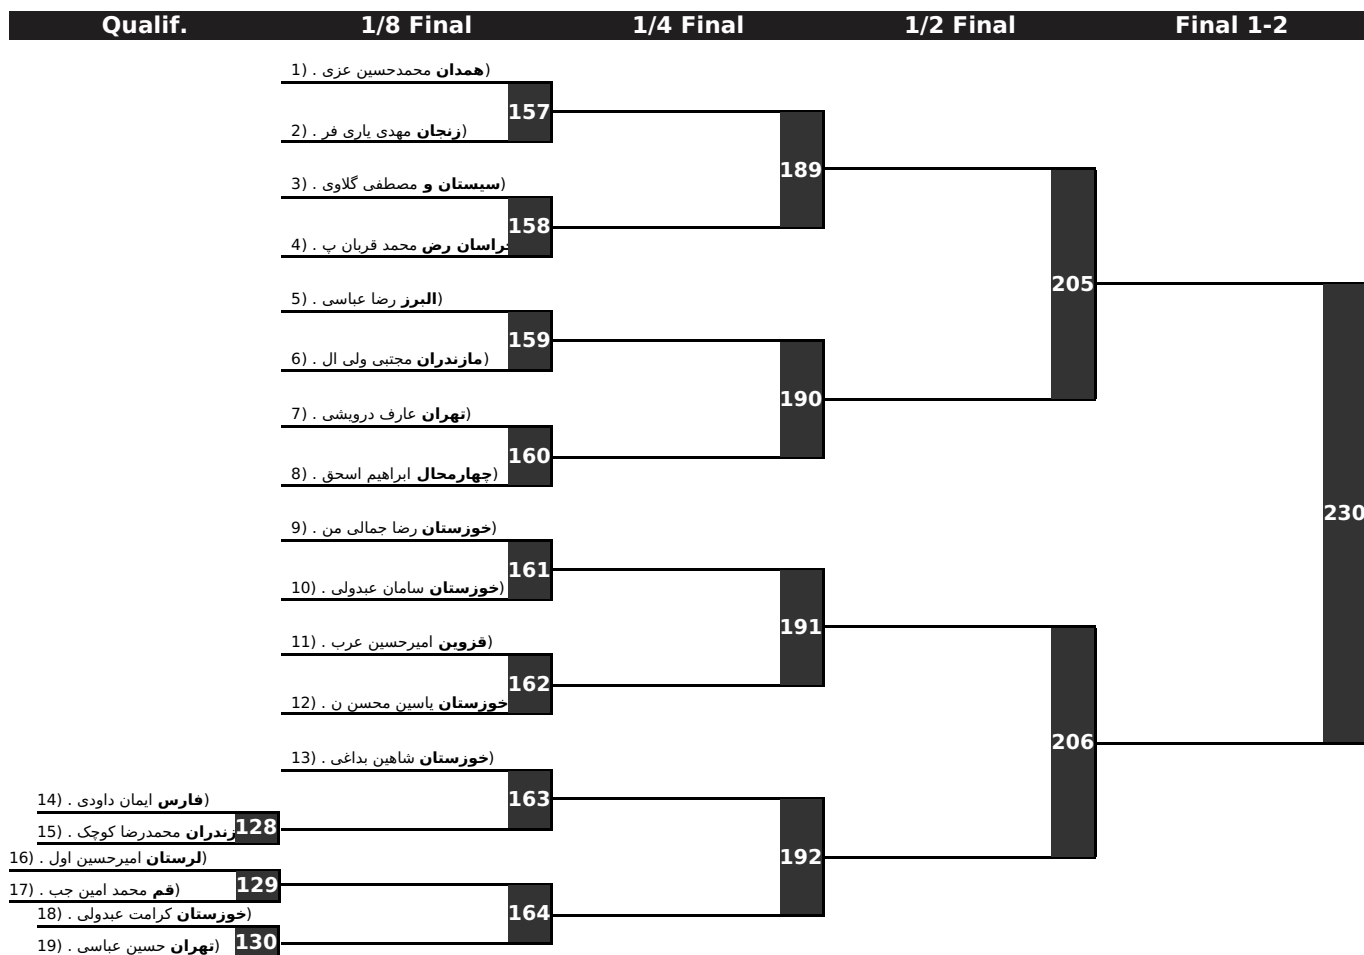 Qualif. 1/8 Final 1/4 Final 1/2 Final Final 1-2
1) . محمدحسین عزی همدان)
157
2) . مهدی یاری فر زنجان)
189
3) . مصطفی گلاوی سیستان و)
158
4) . محمد قربان پ خراسان رض
205
5) . رضا عباسی البرز)
159
6) . مجتبی ولی ال مازندران)
190
7) . عارف درویشی تهران)
160
8) . ابراهیم اسحق چهارمحال)
230
9) . رضا جمالی من خوزستان)
161
10) . سامان عبدولی خوزستان)
191
11) . امیرحسین عرب قزوین)
162
12) . یاسین محسن ن خوزستان
206
13) . شاهین بداغی خوزستان)
163
14) . ایمان داودی فارس)
128
15) . محمدرضا کوچک زندران
192
16) . امیرحسین اول لرستان)
129
17) . محمد امین جب قم)
164
18) . کرامت عبدولی خوزستان)
130
19) . حسین عباسی تهران)